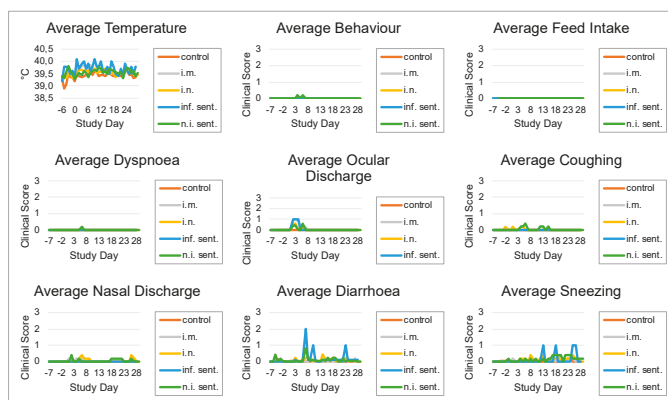 Average Temperature
°C
40,5
40,0
39,5
39,0
38,5
-6 0 6 12 18 24
Study Day
control
i.m.
i.n.
inf. sent.
n.i. sent.
Average Behaviour
Clinical Score
3
2
1
0
-7 -2 3 8 13 18 23 28
Study Day
control
i.m.
i.n.
inf. sent.
n.i. sent.
Average Feed Intake
Clinical Score
3
2
1
0
-7 -2 3 8 13 18 23 28
Study Day
control
i.m.
i.n.
inf. sent.
n.i. sent.
Average Dyspnoea
Clinical Score
3
2
1
0
-7 -2 3 8 13 18 23 28
Study Day
control
i.m.
i.n.
inf. sent.
n.i. sent.
Average Ocular
Discharge
Clinical Score
3
2
1
0
-7 -2 3 8 13 18 23 28
Study Day
control
i.m.
i.n.
inf. sent.
n.i. sent.
Average Coughing
Clinical Score
3
2
1
0
-7 -2 3 8 13 18 23 28
Study Day
control
i.m.
i.n.
inf. sent.
n.i. sent.
Average Nasal Discharge
Clinical Score
3
2
1
0
-7 -2 3 8 13 18 23 28
Study Day
control
i.m.
i.n.
inf. sent.
n.i. sent.
Average Diarrhoea
Clinical Score
3
2
1
0
-7 -2 3 8 13 18 23 28
Study Day
control
i.m.
i.n.
inf. sent.
n.i. sent.
Average Sneezing
Clinical Score
3
2
1
0
-7 -2 3 8 13 18 23 28
Study Day
control
i.m.
i.n.
inf. sent.
n.i. sent.